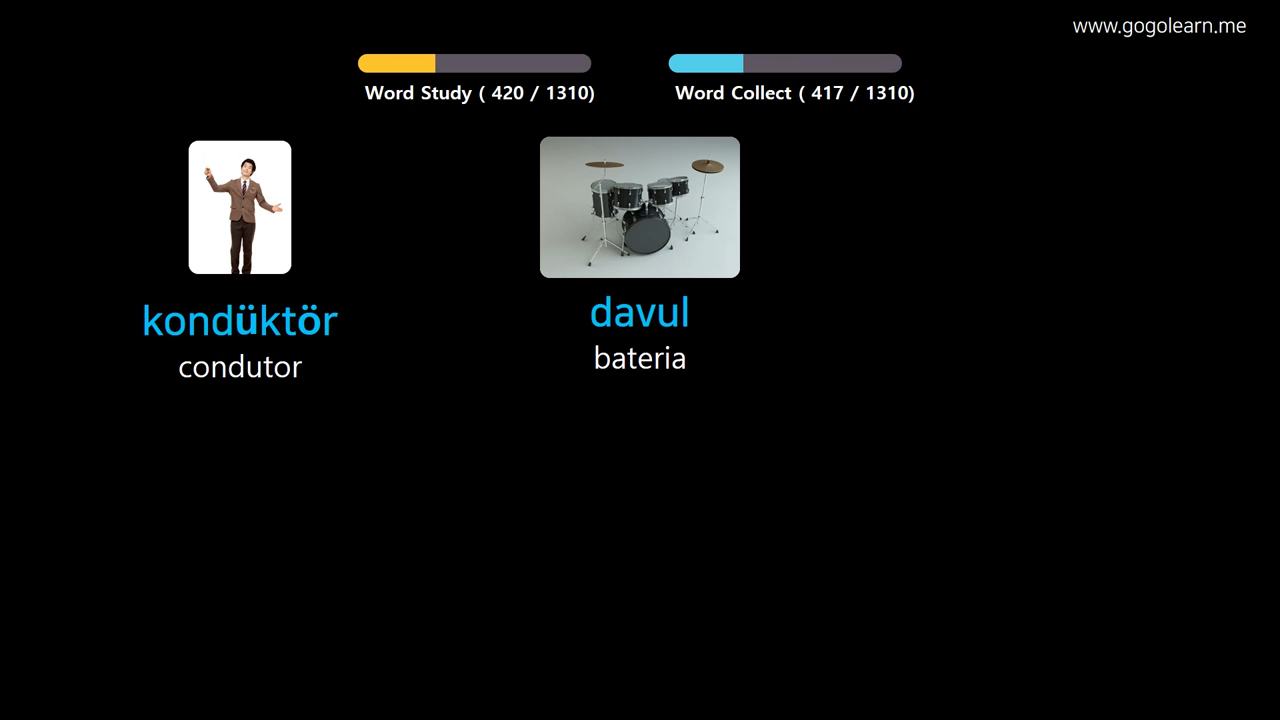 www.gogolearn.me
Word Study ( 420 / 1310)
Word Collect ( 417 / 1310)
kondüktör
condutor
davul
bateria